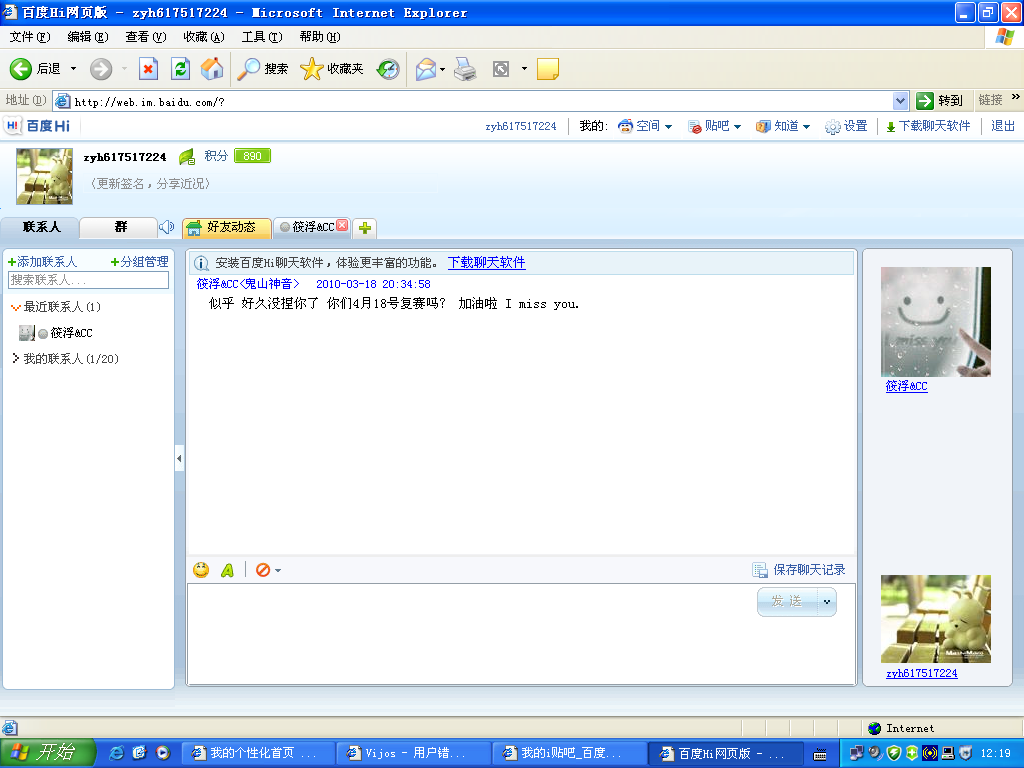 百度Hi网页版 - zyh617517224 - Microsoft Internet Explorer
文件(F) 编辑(E) 查看(V) 收藏(A) 工具(T) 帮助(H)
后退 搜索 收藏夹
地址(D) http://web.im.baidu.com/? 转到 链接 »
Hi 百度Hi zyh617517224 我的: 空间 贴吧 知道 设置 下载聊天软件 退出
zyh617517224 积分 890
〈更新签名，分享近况〉
联系人 群 好友动态 筱浮&CC
+添加联系人 +分组管理
搜索联系人...
最近联系人(1)
筱浮&CC
我的联系人(1/20)
安装百度Hi聊天软件，体验更丰富的功能。 下载聊天软件
筱浮&CC<鬼山神音> 2010-03-18 20:34:58
似乎 好久没捏你了 你们4月18号复赛吗? 加油啦 I miss you.
I miss you
筱浮&CC
保存聊天记录
发 送
MashiMaro
zyh617517224
Internet
开始 我的个性化首页 ... Vijos - 用户错... 我的i贴吧_百度... 百度Hi网页版 - ... 12:19